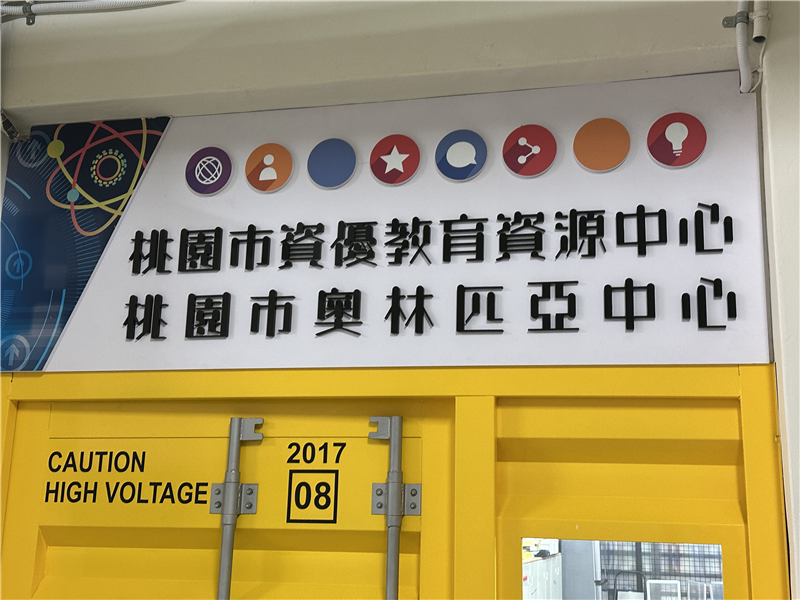 桃園市資優教育資源中心
桃園市奧林匹亞中心
CAUTION
HIGH VOLTAGE
2017
08